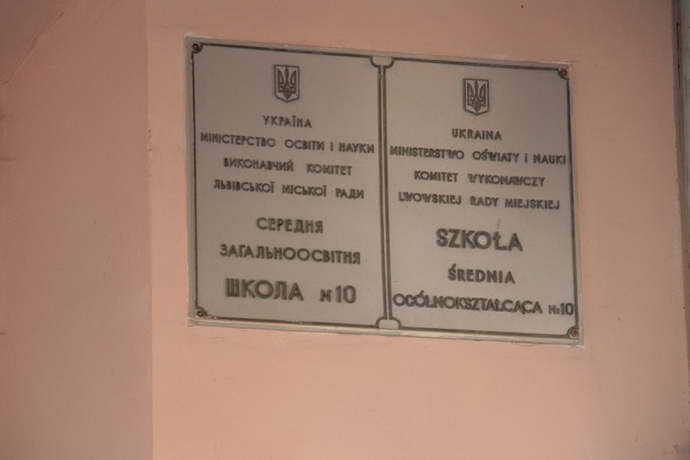 УКРАЇНА
МІНІСТЕРСТВО ОСВІТИ І НАУКИ
ВИКОНАВЧИЙ КОМІТЕТ
ЛЬВІВСЬКОЇ МІСЬКОЇ РАДИ
СЕРЕДНЯ
ЗАГАЛЬНООСВІТНЯ
ШКОЛА №10
UKRAINA
MINISTERSTWO OŚWIATY I NAUKI
KOMITET WYKONAWCZY
LWOWSKIEJ RADY MIEJSKIEJ
SZKOŁA
ŚREDNIA
OGÓLNOKSZTAŁCĄCA №10